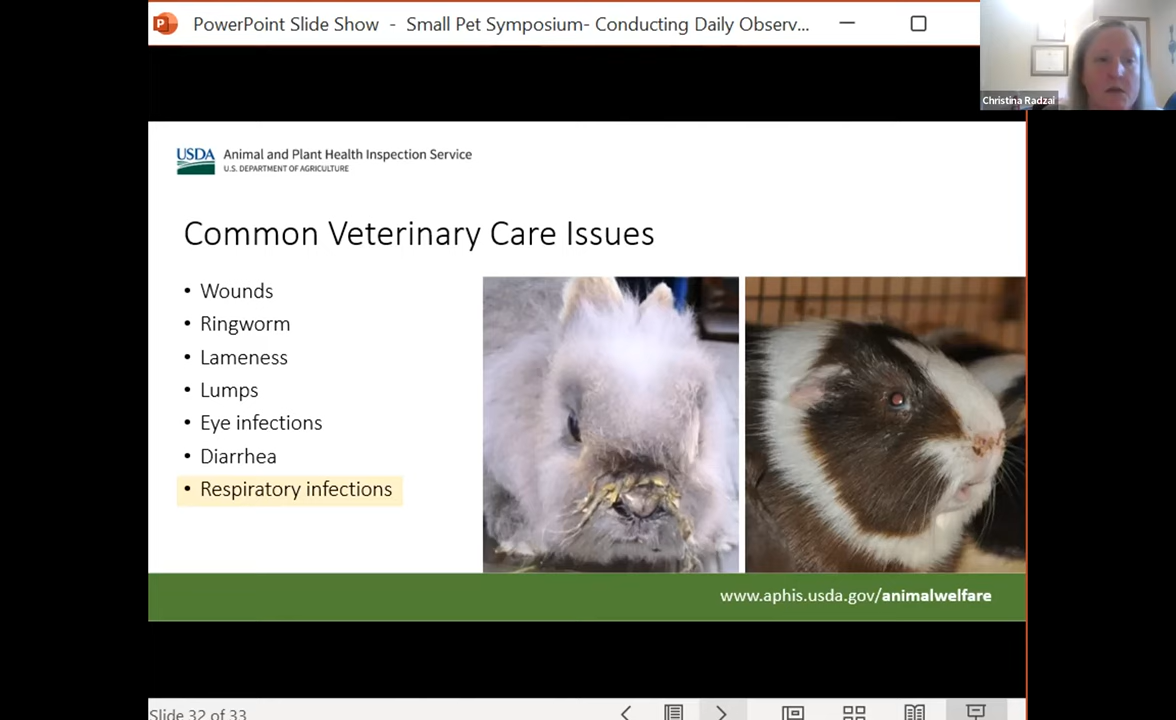 PowerPoint Slide Show - Small Pet Symposium- Conducting Daily Observ...
Christina Radzai
USDA
Animal and Plant Health Inspection Service
U.S. DEPARTMENT OF AGRICULTURE
Common Veterinary Care Issues
• Wounds
• Ringworm
• Lameness
• Lumps
• Eye infections
• Diarrhea
• Respiratory infections
www.aphis.usda.gov/animalwelfare
Slide 32 of 33